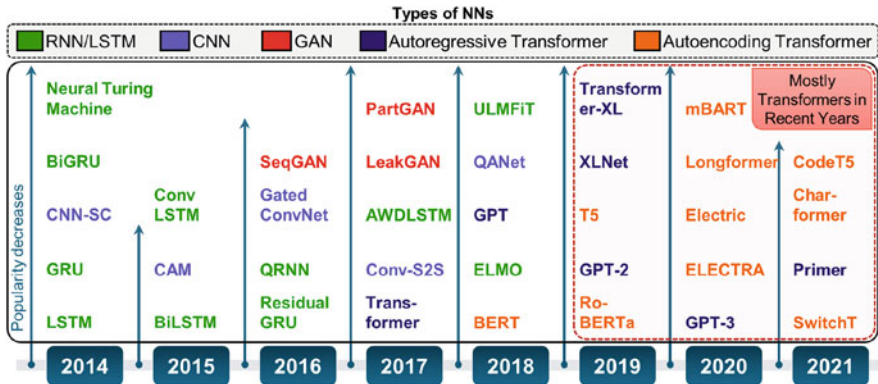 Types of NNs
RNN/LSTM CNN GAN Autoregressive Transformer Autoencoding Transformer
Popularity decreases
Neural Turing
Machine
BiGRU
CNN-SC
GRU
LSTM
2014
Conv
LSTM
CAM
BiLSTM
2015
SeqGAN
Gated
ConvNet
QRNN
Residual
GRU
2016
PartGAN
LeakGAN
AWDLSTM
Conv-S2S
Trans-
former
2017
ULMFiT
QANet
GPT
ELMO
BERT
2018
Transform
er-XL
XLNet
T5
GPT-2
Ro-
BERTa
2019
mBART
Longformer
Electric
ELECTRA
GPT-3
2020
Mostly
Transformers in
Recent Years
CodeT5
Char-
former
Primer
SwitchT
2021